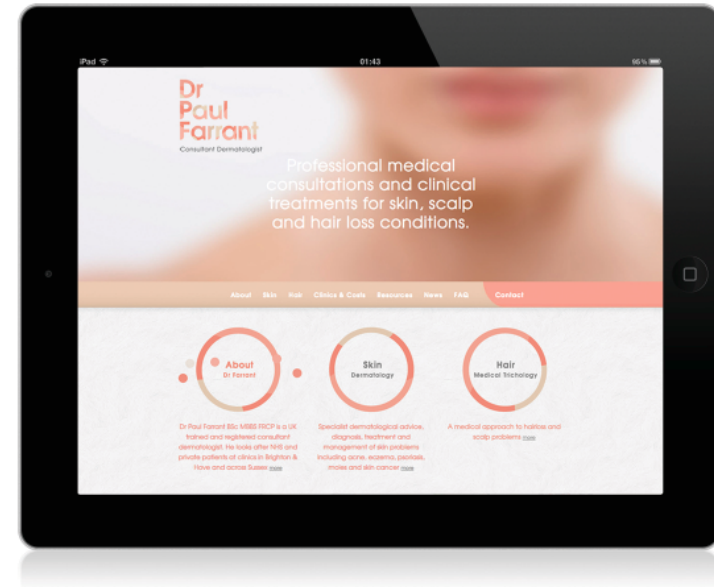 iPad 01:43 95%
Dr
Paul
Farrant
Consultant Dermatologist
Professional medical
consultations and clinical
treatments for skin, scalp
and hair loss conditions.
About Skin Hair Clinics & Costs Resources News FAQ Contact
About
Dr Farrant
Dr Paul Farrant BSc MBBS FRCP is a UK
trained and registered consultant
dermatologist. He looks after NHS and
private patients at clinics in Brighton &
Hove and across Sussex more
Skin
Dermatology
Specialist dermatological advice,
diagnosis, treatment and
management of skin problems
including acne, eczema, psoriasis,
moles and skin cancer more
Hair
Medical Trichology
A medical approach to hairloss and
scalp problems more